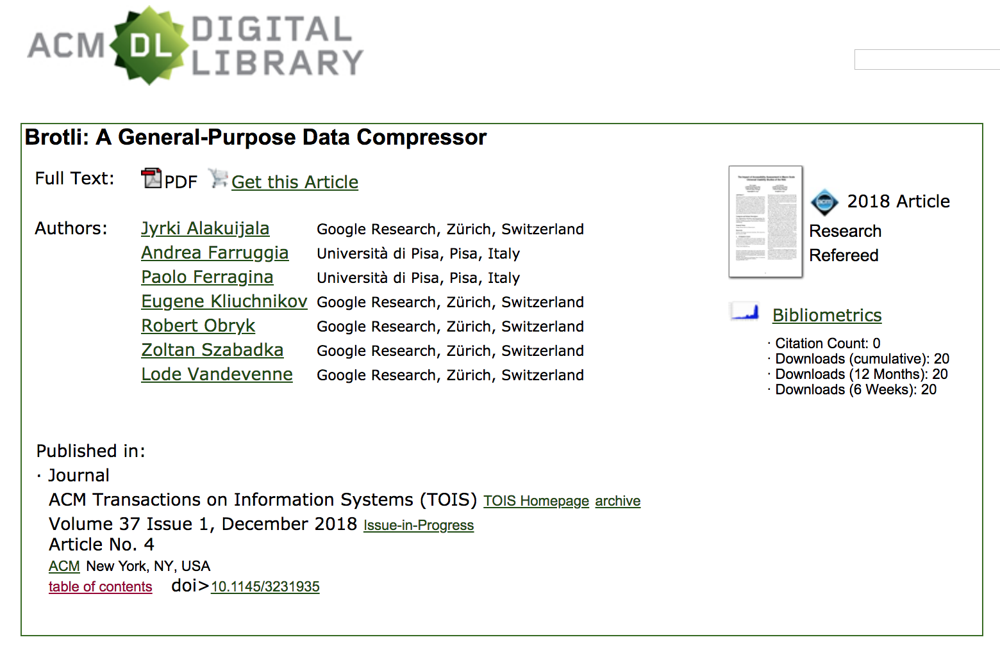 ACM DL DIGITAL LIBRARY
Brotli: A General-Purpose Data Compressor
Full Text: PDF Get this Article
Authors: Jyrki Alakuijala Google Research, Zürich, Switzerland
Andrea Farruggia Università di Pisa, Pisa, Italy
Paolo Ferragina Università di Pisa, Pisa, Italy
Eugene Kliuchnikov Google Research, Zürich, Switzerland
Robert Obryk Google Research, Zürich, Switzerland
Zoltan Szabadka Google Research, Zürich, Switzerland
Lode Vandevenne Google Research, Zürich, Switzerland
acm 2018 Article
Research
Refereed
Bibliometrics
· Citation Count: 0
· Downloads (cumulative): 20
· Downloads (12 Months): 20
· Downloads (6 Weeks): 20
Published in:
· Journal
ACM Transactions on Information Systems (TOIS) TOIS Homepage archive
Volume 37 Issue 1, December 2018 Issue-in-Progress
Article No. 4
ACM New York, NY, USA
table of contents doi>10.1145/3231935